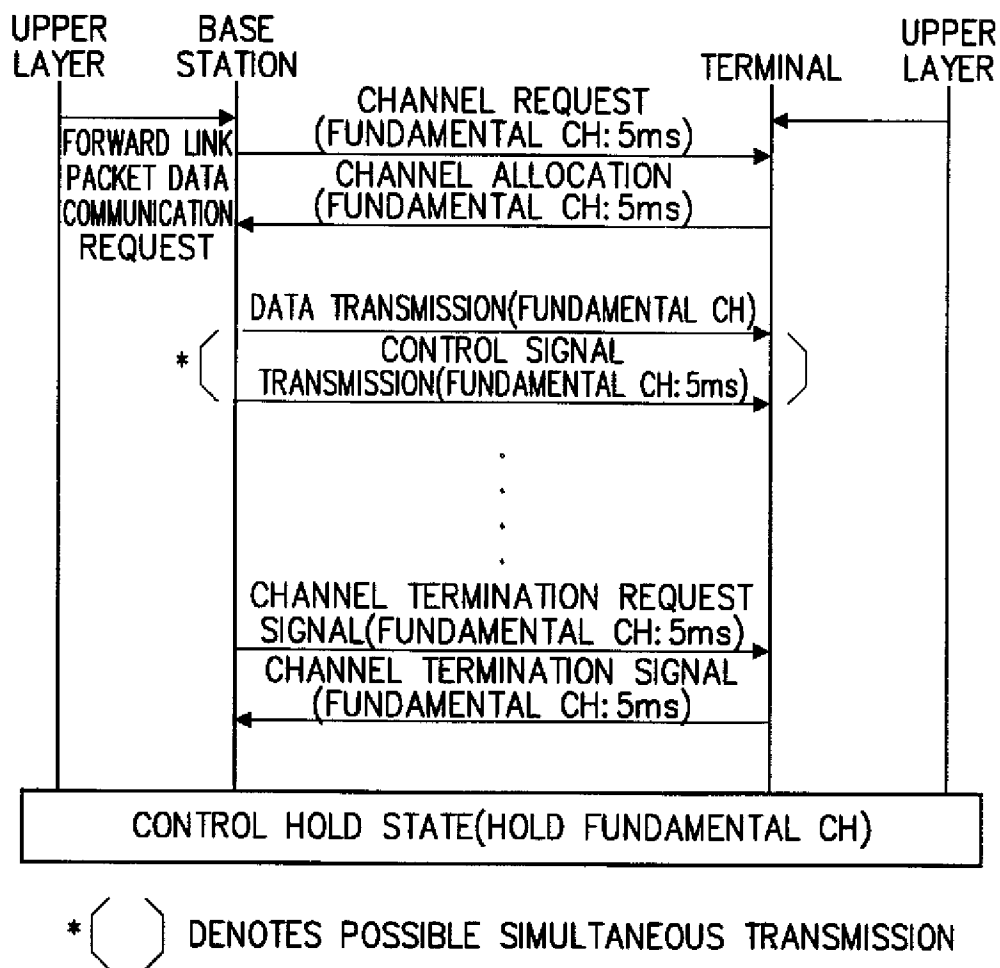 UPPER LAYER
BASE STATION
TERMINAL
UPPER LAYER
FORWARD LINK
PACKET DATA
COMMUNICATION
REQUEST
CHANNEL REQUEST
(FUNDAMENTAL CH:5ms)
CHANNEL ALLOCATION
(FUNDAMENTAL CH:5ms)
DATA TRANSMISSION(FUNDAMENTAL CH)
*
CONTROL SIGNAL
TRANSMISSION(FUNDAMENTAL CH:5ms)
CHANNEL TERMINATION REQUEST
SIGNAL(FUNDAMENTAL CH:5ms)
CHANNEL TERMINATION SIGNAL
(FUNDAMENTAL CH:5ms)
CONTROL HOLD STATE(HOLD FUNDAMENTAL CH)
*( ) DENOTES POSSIBLE SIMULTANEOUS TRANSMISSION